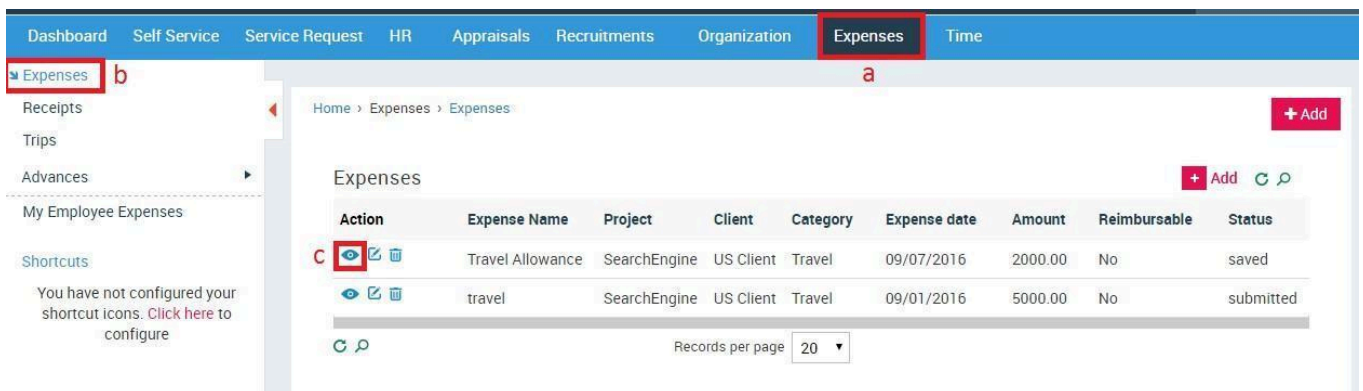 Dashboard Self Service Service Request HR Appraisals Recruitments Organization Expenses Time
a
Expenses b
Receipts
Trips
Advances
My Employee Expenses
Shortcuts
You have not configured your
shortcut icons. Click here to
configure
Home › Expenses › Expenses
+ Add
Expenses
+ Add
Action Expense Name Project Client Category Expense date Amount Reimbursable Status
c Travel Allowance SearchEngine US Client Travel 09/07/2016 2000.00 No saved
travel SearchEngine US Client Travel 09/01/2016 5000.00 No submitted
Records per page 20